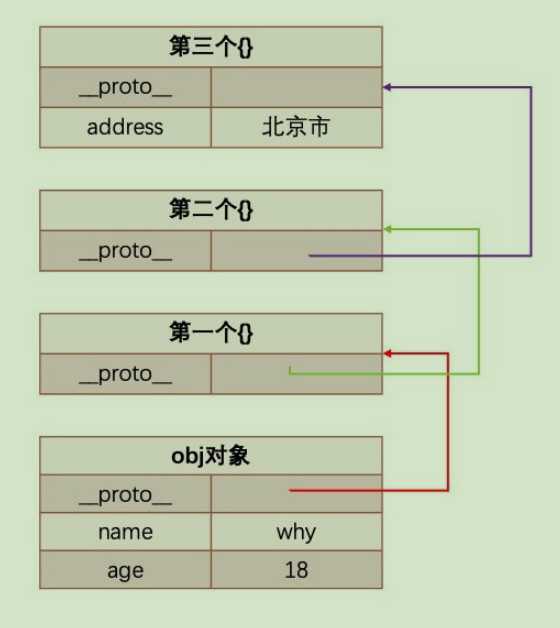 第三个{}
__proto__
address 北京市
第二个{}
__proto__
第一个{}
__proto__
obj对象
__proto__
name why
age 18